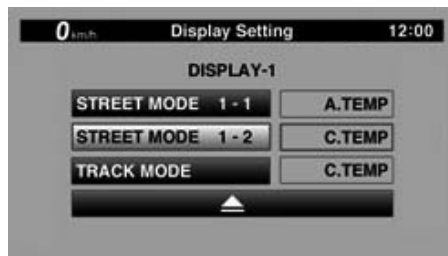 0 km/h Display Setting 12:00
DISPLAY-1
STREET MODE 1 - 1 A.TEMP
STREET MODE 1 - 2 C.TEMP
TRACK MODE C.TEMP